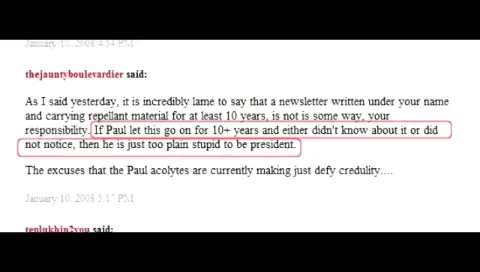 January 10, 2008 4:54 PM
thejauntyboulevardier said:
As I said yesterday, it is incredibly lame to say that a newsletter written under your name
and carrying repellant material for at least 10 years, is not is some way, your
responsibility. If Paul let this go on for 10+ years and either didn't know about it or did
not notice, then he is just too plain stupid to be president.
The excuses that the Paul acolytes are currently making just defy credulity....
January 10, 2008 5:17 PM
teplukhin2you said: